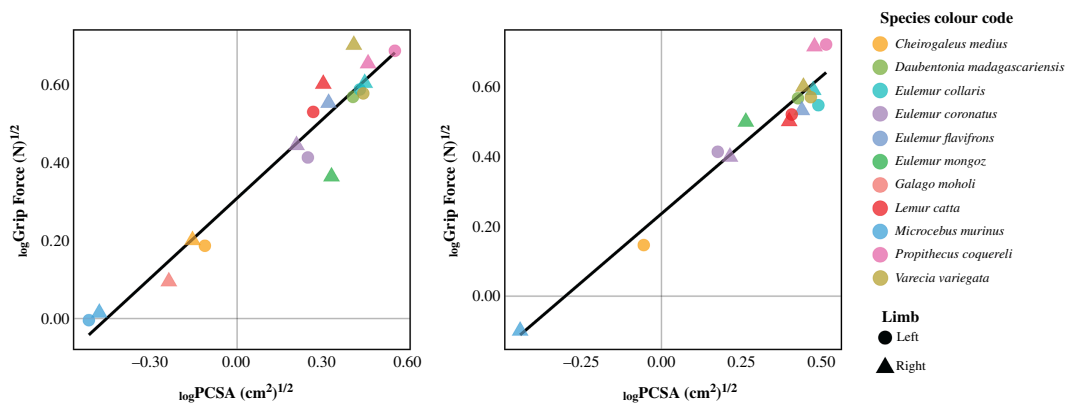 Species colour code
Cheirogaleus medius
Daubentonia madagascariensis
Eulemur collaris
Eulemur coronatus
Eulemur flavifrons
Eulemur mongoz
Galago moholi
Lemur catta
Microcebus murinus
Propithecus coquereli
Varecia variegata
Limb
Left
Right
logGrip Force (N)1/2
0.60
0.40
0.20
0.00
−0.30
0.00
0.30
0.60
logPCSA (cm2)1/2
logGrip Force (N)1/2
0.60
0.40
0.20
0.00
−0.25
0.00
0.25
0.50
logPCSA (cm2)1/2